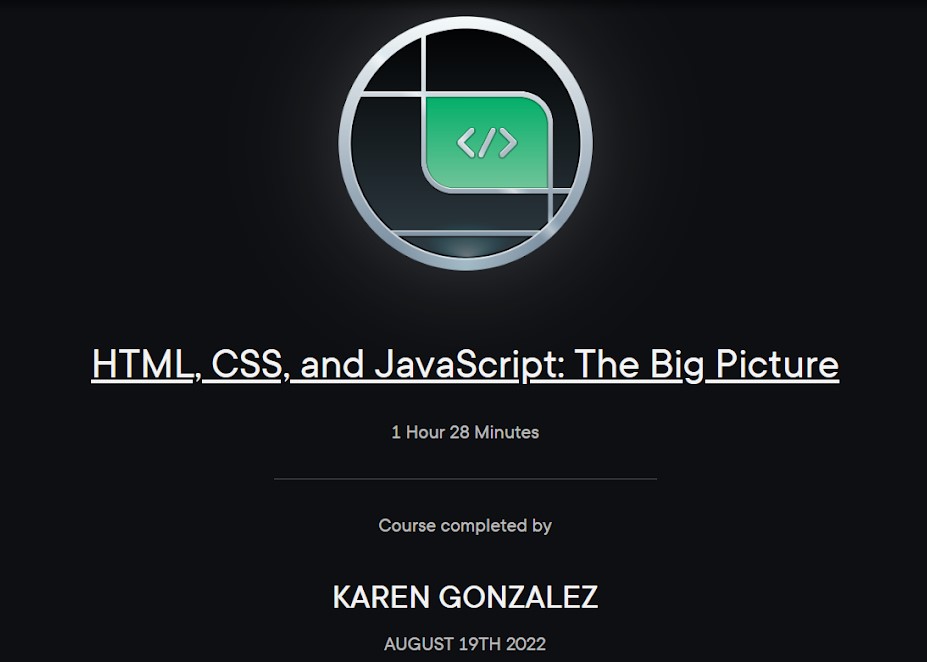 </>
HTML, CSS, and JavaScript: The Big Picture
1 Hour 28 Minutes
Course completed by
KAREN GONZALEZ
AUGUST 19TH 2022